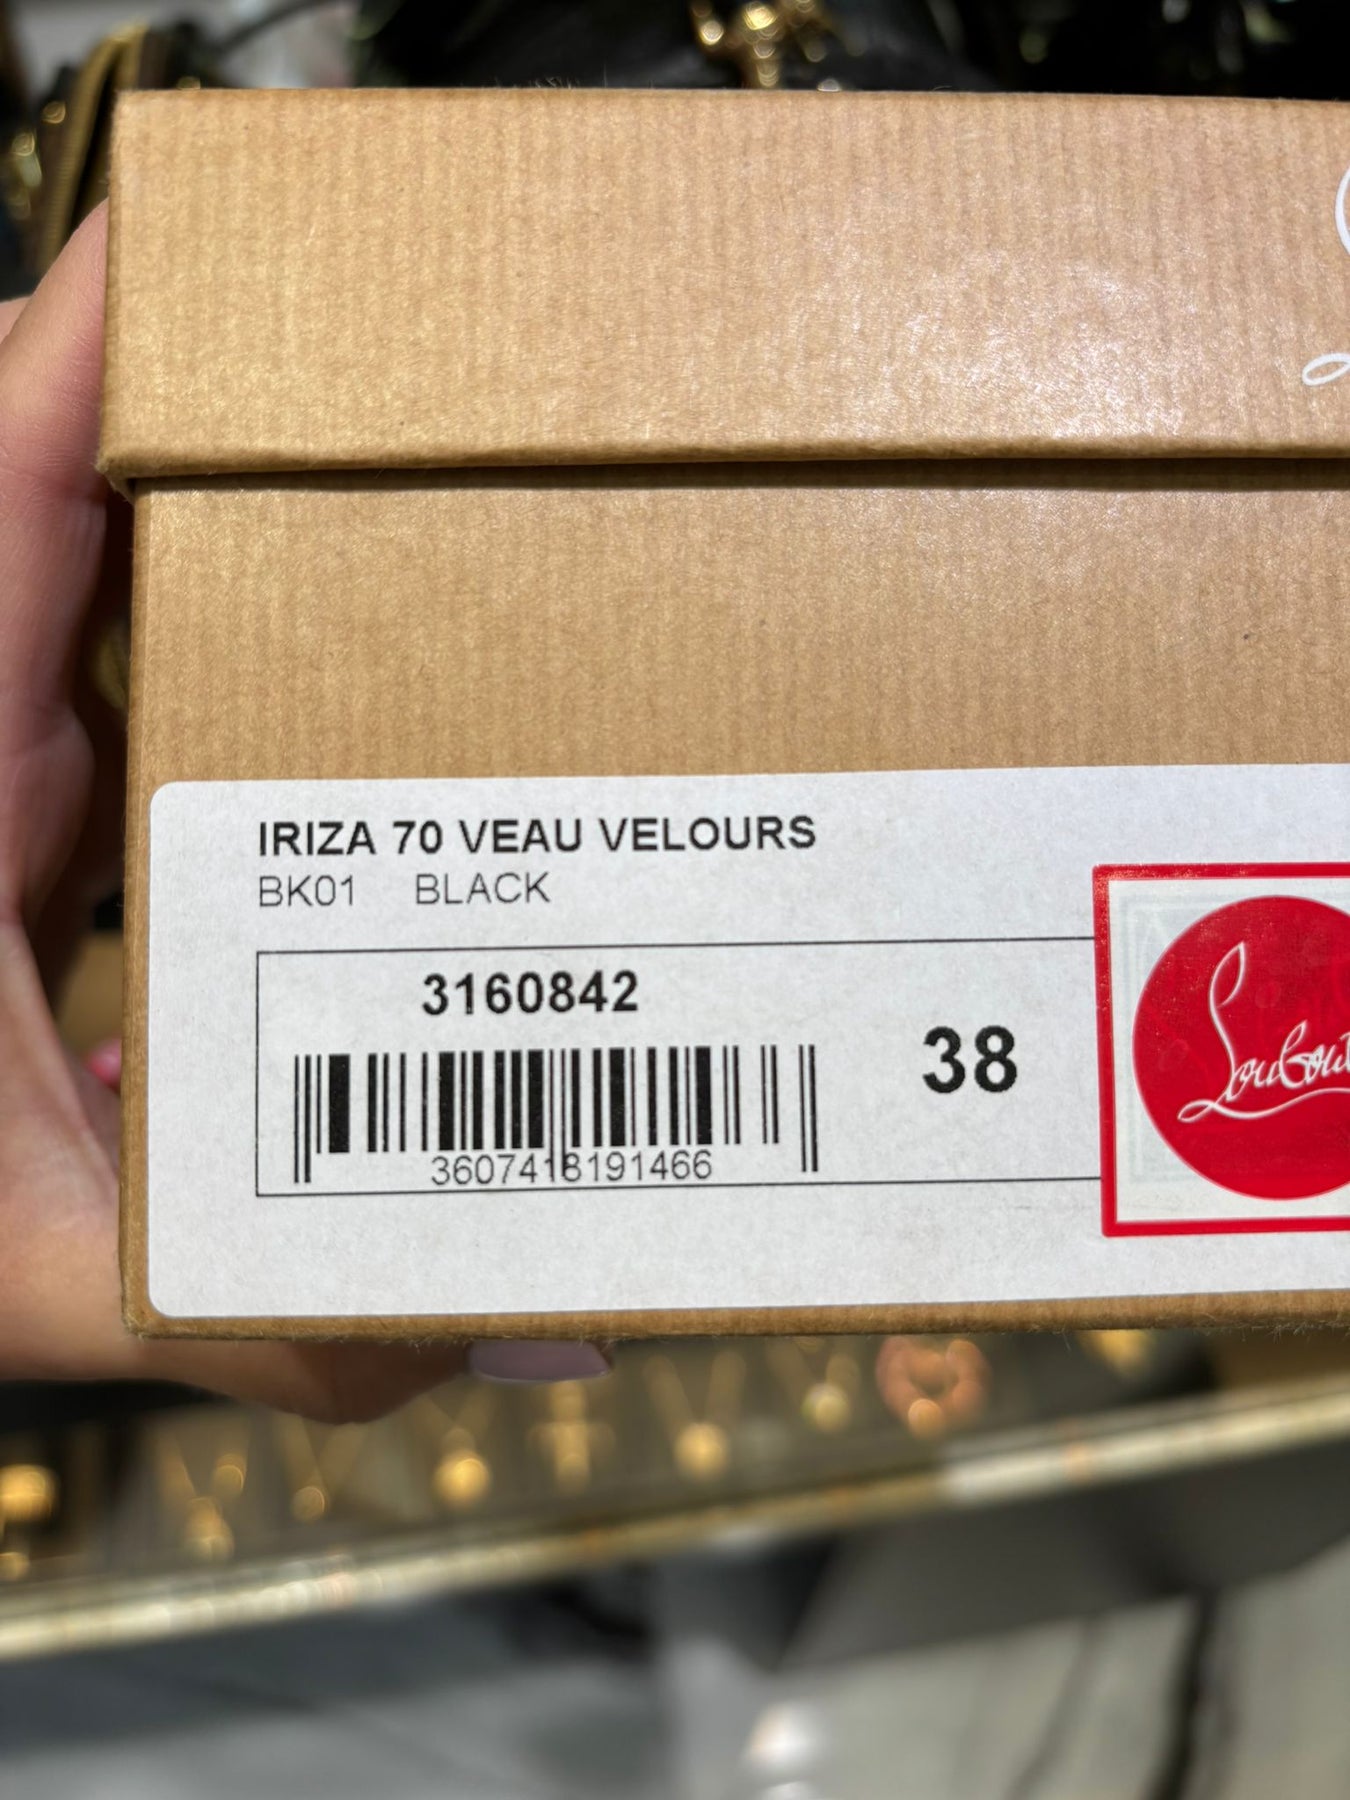 IRIZA 70 VEAU VELOURS
BK01 BLACK
3160842
38
3607418191466